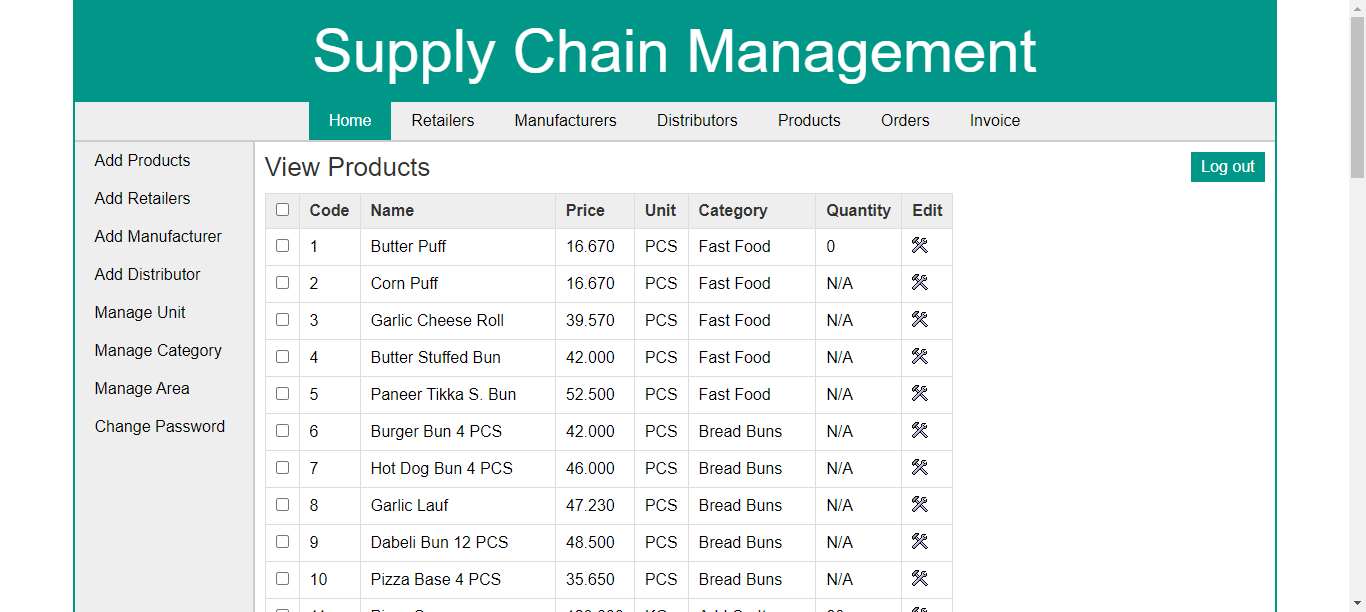 Supply Chain Management
Home Retailers Manufacturers Distributors Products Orders Invoice
Add Products
Add Retailers
Add Manufacturer
Add Distributor
Manage Unit
Manage Category
Manage Area
Change Password
View Products
Log out
Code Name Price Unit Category Quantity Edit
1 Butter Puff 16.670 PCS Fast Food 0
2 Corn Puff 16.670 PCS Fast Food N/A
3 Garlic Cheese Roll 39.570 PCS Fast Food N/A
4 Butter Stuffed Bun 42.000 PCS Fast Food N/A
5 Paneer Tikka S. Bun 52.500 PCS Fast Food N/A
6 Burger Bun 4 PCS 42.000 PCS Bread Buns N/A
7 Hot Dog Bun 4 PCS 46.000 PCS Bread Buns N/A
8 Garlic Lauf 47.230 PCS Bread Buns N/A
9 Dabeli Bun 12 PCS 48.500 PCS Bread Buns N/A
10 Pizza Base 4 PCS 35.650 PCS Bread Buns N/A